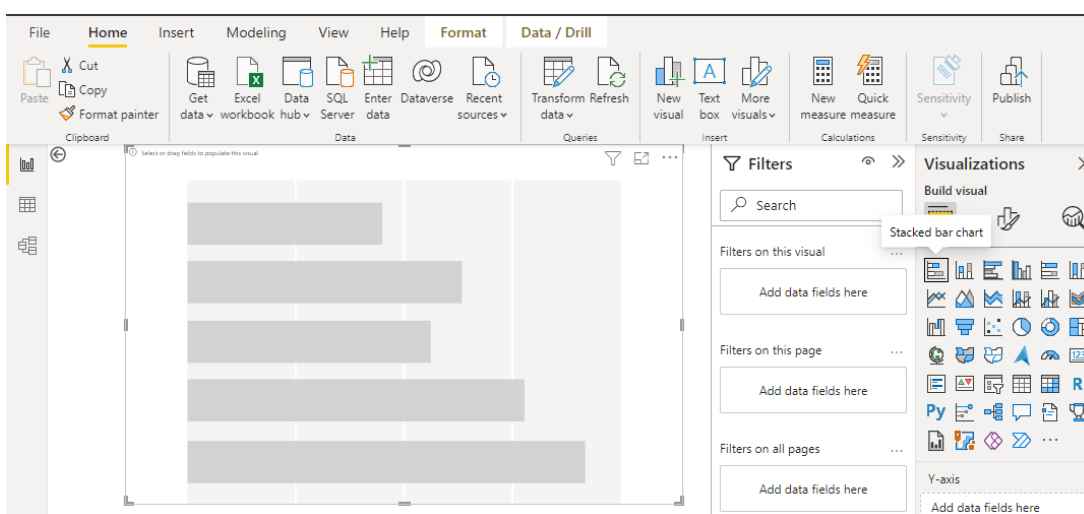 File Home Insert Modeling View Help Format Data / Drill
Paste
Cut
Copy
Format painter
Clipboard
Get data
Excel workbook
Data hub
SQL Server
Enter data
Dataverse
Recent sources
Data
Transform data
Refresh
Queries
New visual
Text box
More visuals
Insert
New measure
Quick measure
Calculations
Sensitivity
Sensitivity
Publish
Share
Select or drag fields to populate this visual
Filters
Search
Filters on this visual
Add data fields here
Filters on this page
Add data fields here
Filters on all pages
Add data fields here
Visualizations
Build visual
Stacked bar chart
123
R
Py
Y-axis
Add data fields here